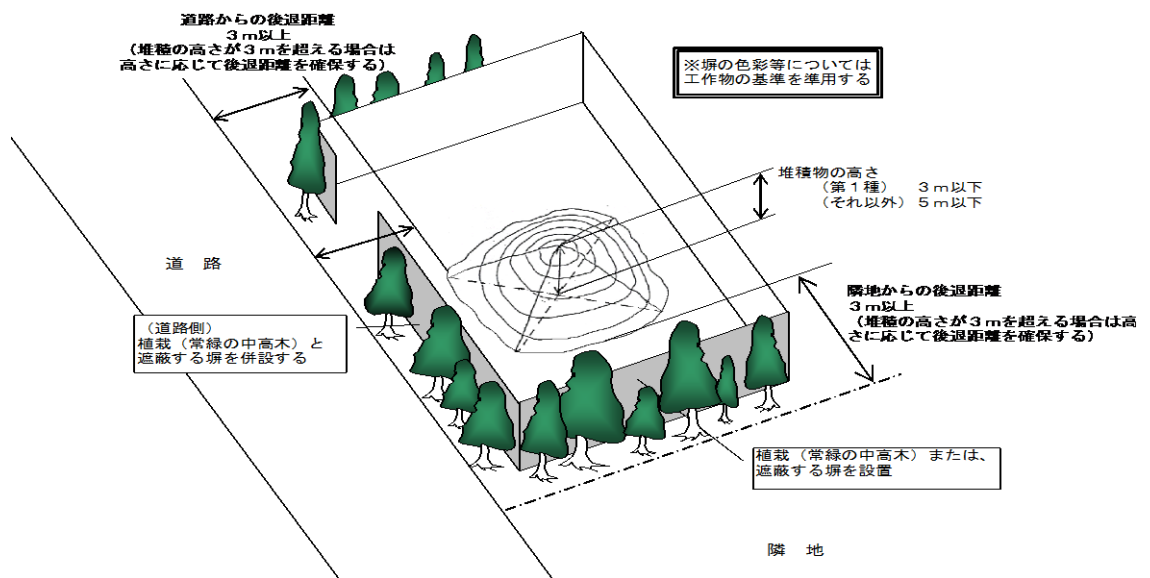 道路からの後退距離
３ｍ以上
（堆積の高さが３ｍを超える場合は
高さに応じて後退距離を確保する）
※塀の色彩等については
工作物の基準を準用する
堆積物の高さ
（第１種）　３ｍ以下
（それ以外）５ｍ以下
道　路
隣地からの後退距離
３ｍ以上
（堆積の高さが３ｍを超える場合は高
さに応じて後退距離を確保する）
（道路側）
植栽（常緑の中高木）と
遮蔽する塀を併設する
植栽（常緑の中高木）または、
遮蔽する塀を設置
隣　地